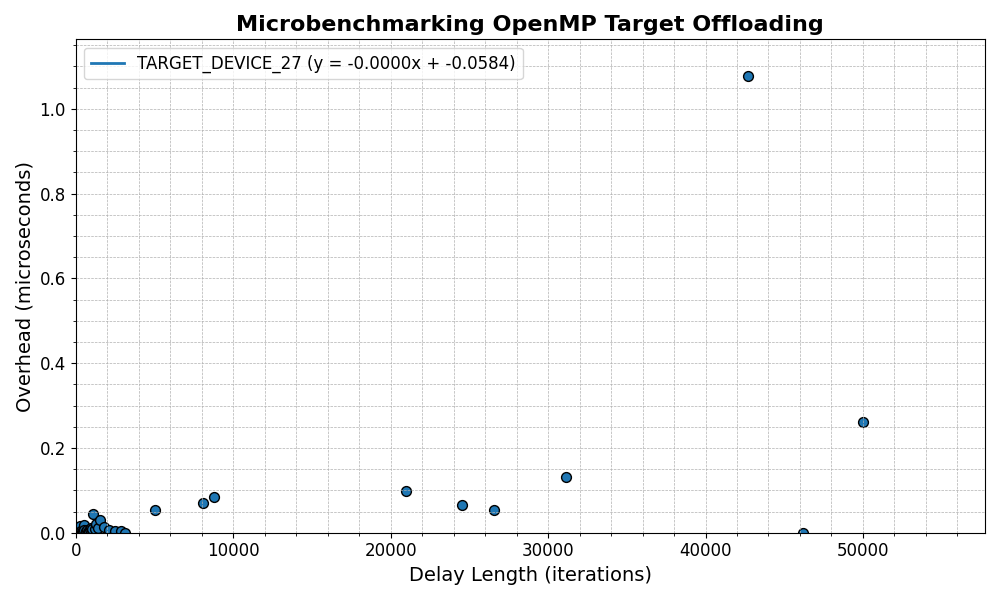 Microbenchmarking OpenMP Target Offloading
TARGET_DEVICE_27 (y = -0.0000x + -0.0584)
Overhead (microseconds)
1.0
0.8
0.6
0.4
0.2
0.0
0 10000 20000 30000 40000 50000
Delay Length (iterations)